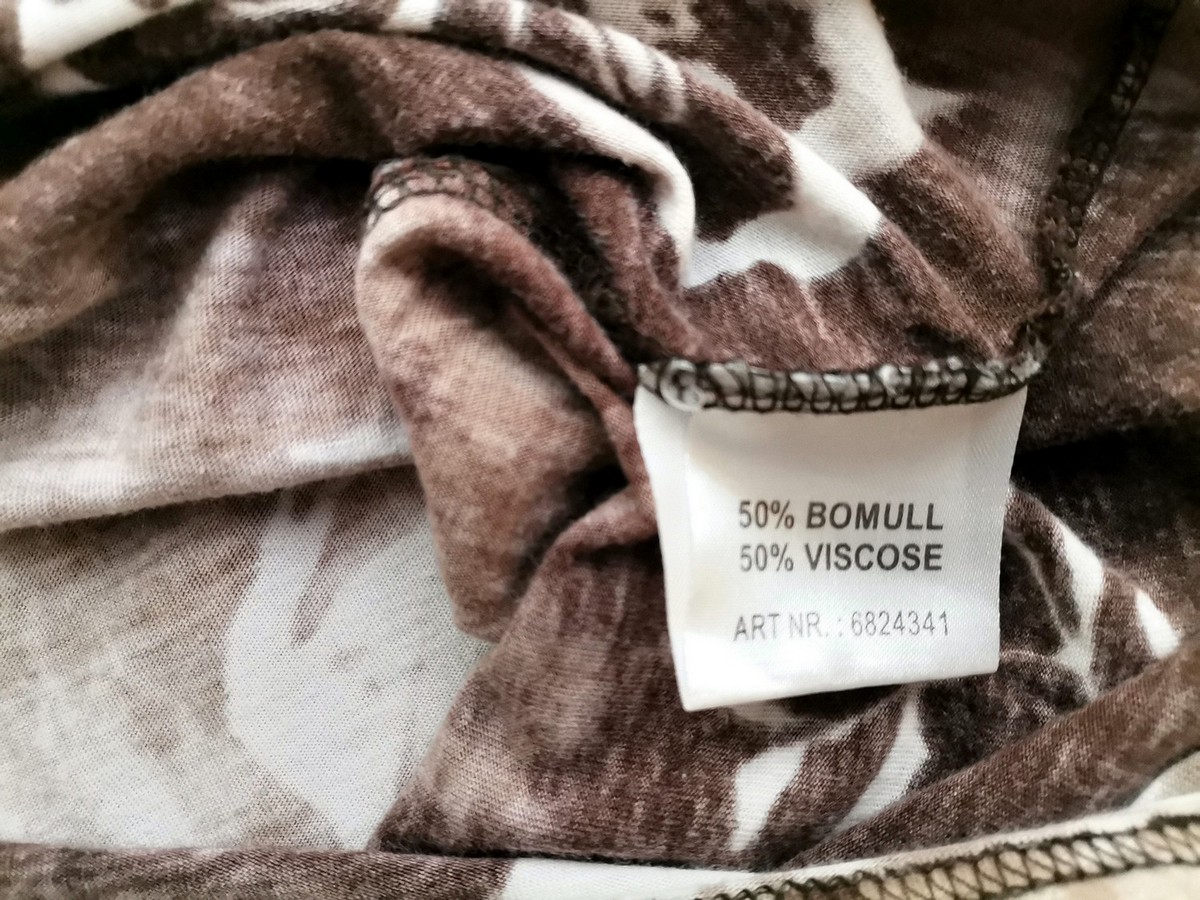 50% BOMULL
50% VISCOSE
ART NR. : 6824341